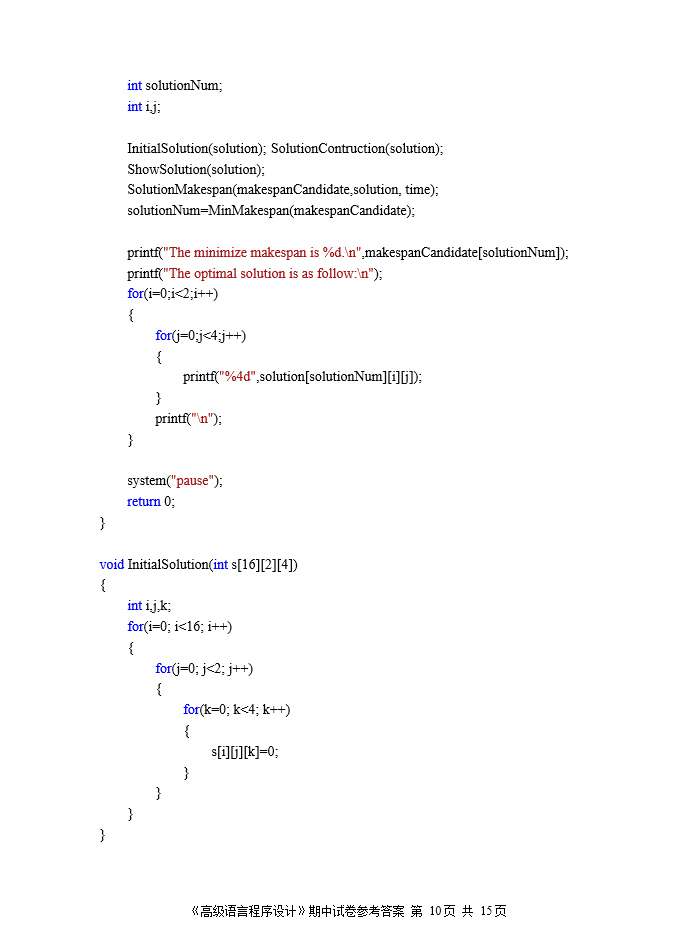 int solutionNum;
int i,j;
InitialSolution(solution); SolutionContruction(solution);
ShowSolution(solution);
SolutionMakespan(makespanCandidate,solution, time);
solutionNum=MinMakespan(makespanCandidate);
printf("The minimize makespan is %d.\n",makespanCandidate[solutionNum]);
printf("The optimal solution is as follow:\n");
for(i=0;i<2;i++)
{
for(j=0;j<4;j++)
{
printf("%4d",solution[solutionNum][i][j]);
}
printf("\n");
}
system("pause");
return 0;
}
void InitialSolution(int s[16][2][4])
{
int i,j,k;
for(i=0; i<16; i++)
{
for(j=0; j<2; j++)
{
for(k=0; k<4; k++)
{
s[i][j][k]=0;
}
}
}
}
《高级语言程序设计》期中试卷参考答案 第 10页 共 15页